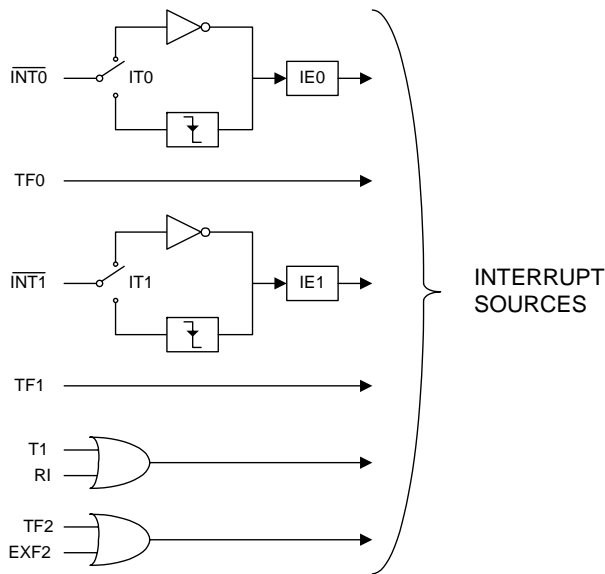 INT0
IT0
IE0
TF0
INT1
IT1
IE1
INTERRUPT
SOURCES
TF1
T1
RI
TF2
EXF2